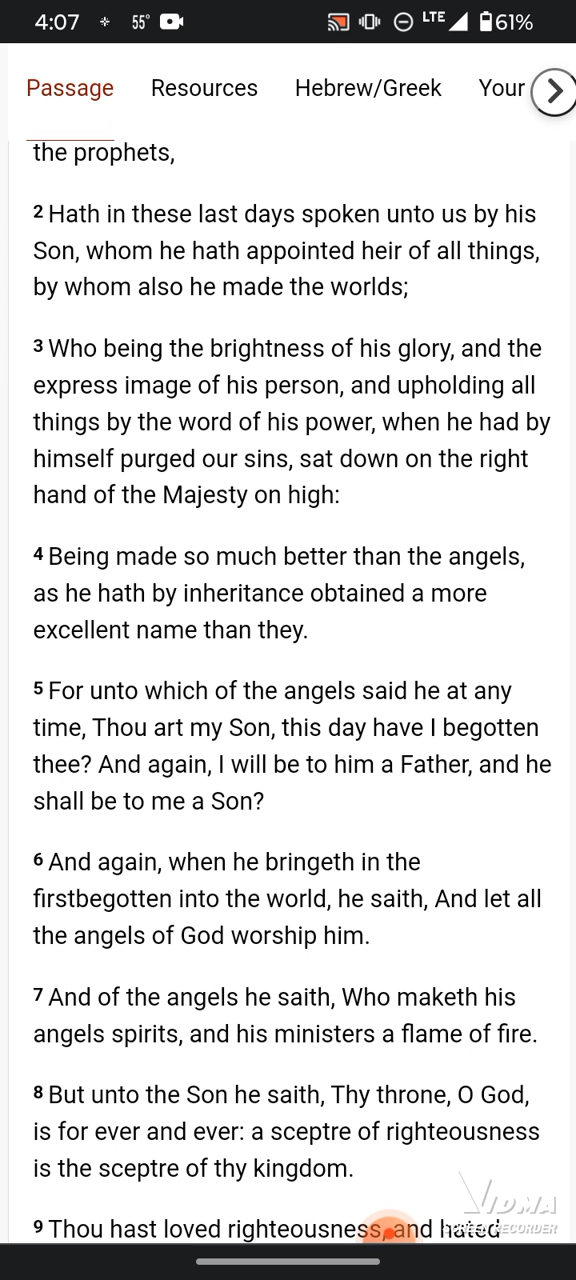 4:07 55° LTE 61%
Passage Resources Hebrew/Greek Your
the prophets,
2 Hath in these last days spoken unto us by his
Son, whom he hath appointed heir of all things,
by whom also he made the worlds;
3 Who being the brightness of his glory, and the
express image of his person, and upholding all
things by the word of his power, when he had by
himself purged our sins, sat down on the right
hand of the Majesty on high:
4 Being made so much better than the angels,
as he hath by inheritance obtained a more
excellent name than they.
5 For unto which of the angels said he at any
time, Thou art my Son, this day have I begotten
thee? And again, I will be to him a Father, and he
shall be to me a Son?
6 And again, when he bringeth in the
firstbegotten into the world, he saith, And let all
the angels of God worship him.
7 And of the angels he saith, Who maketh his
angels spirits, and his ministers a flame of fire.
8 But unto the Son he saith, Thy throne, O God,
is for ever and ever: a sceptre of righteousness
is the sceptre of thy kingdom.
VIDMA
SCREEN RECORDER
9 Thou hast loved righteousness, and hated